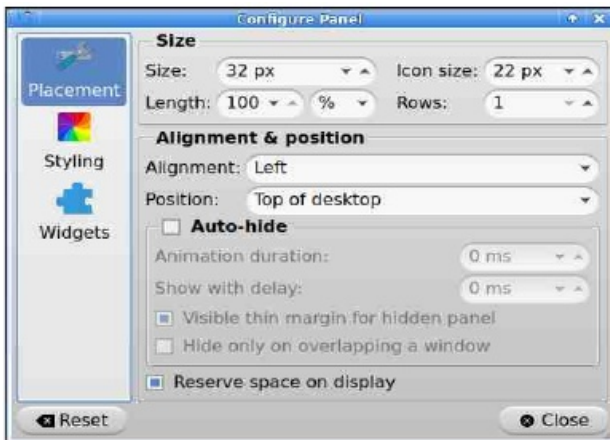 Configure Panel
Placement
Styling
Widgets
Size
Size: 32 px Icon size: 22 px
Length: 100 % Rows: 1
Alignment & position
Alignment: Left
Position: Top of desktop
Auto-hide
Animation duration: 0 ms
Show with delay: 0 ms
Visible thin margin for hidden panel
Hide only on overlapping a window
Reserve space on display
Reset Close